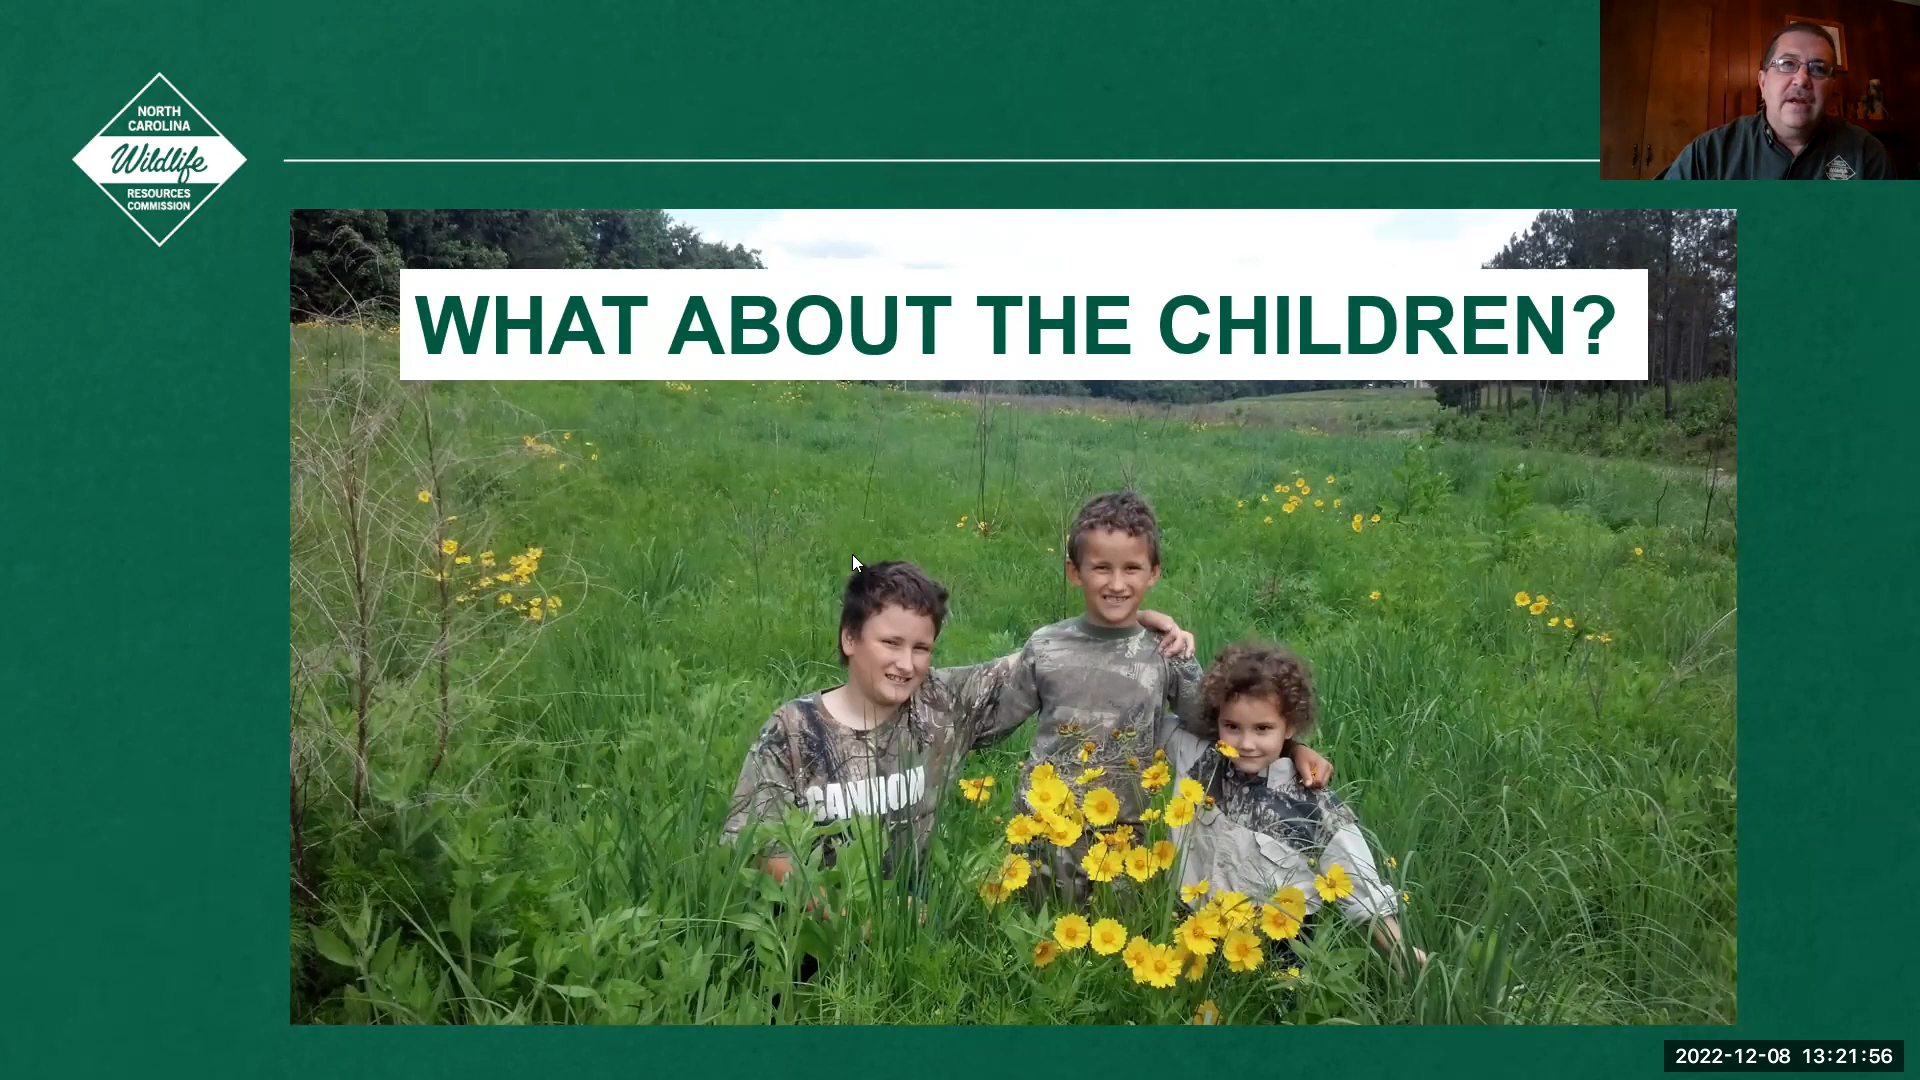 NORTH
CAROLINA
Wildlife
RESOURCES
COMMISSION
WHAT ABOUT THE CHILDREN?
2022-12-08 13:21:56